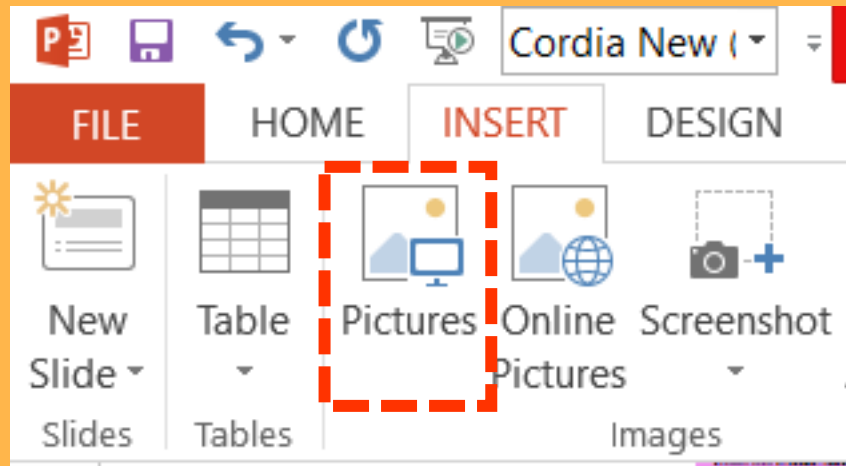 Cordia New (
FILE HOME INSERT DESIGN
New Slide
Table
Pictures
Online Pictures
Screenshot
Slides Tables Images